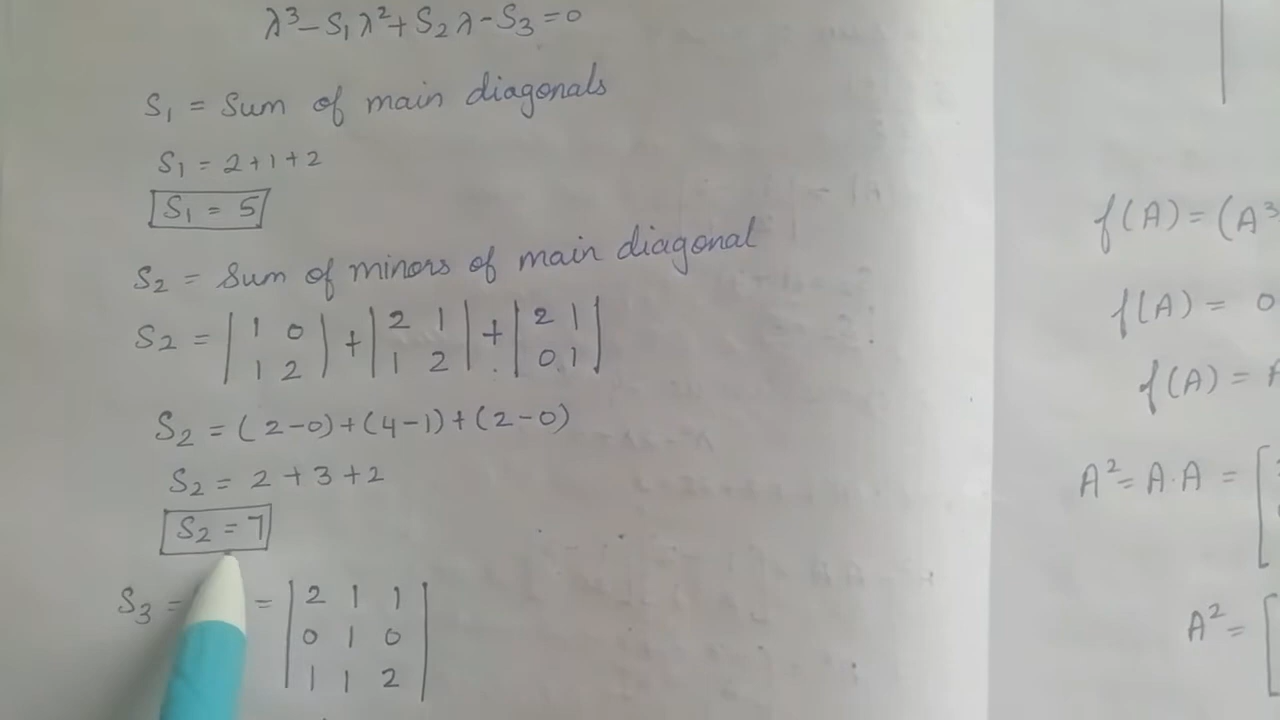 λ³-S₁λ²+S₂λ-S₃=0
S₁ = Sum of main diagonals
S₁ = 2+1+2
S₁ = 5
S₂ = Sum of minors of main diagonal
S₂ = |1 0| + |2 1| + |2 1|
|1 2| |1 2| |0 1|
S₂ = (2-0)+(4-1)+(2-0)
S₂ = 2+3+2
S₂ = 7
S₃ = = |2 1 1|
|0 1 0|
|1 1 2|
f(A) = (A³
f(A) = 0
f(A) =
A² = A·A = [
A² = [